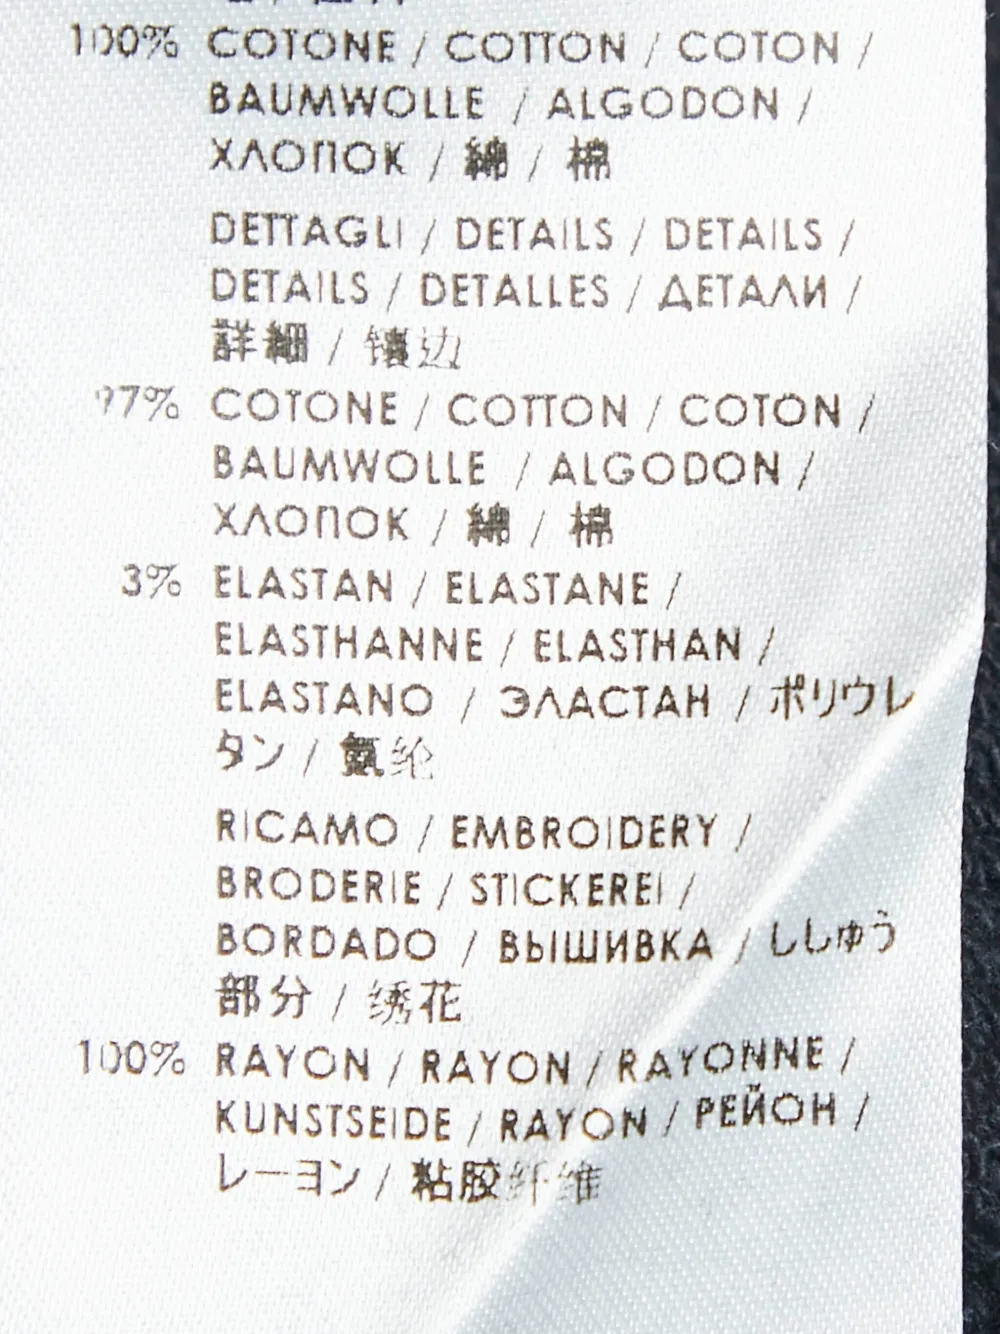 100% COTONE / COTTON / COTON /
BAUMWOLLE / ALGODON /
ХЛОПОК / 綿 / 棉
DETTAGLI / DETAILS / DETAILS /
DETAILS / DETALLES / ДЕТАЛИ /
詳細 / 镶边
97% COTONE / COTTON / COTON /
BAUMWOLLE / ALGODON /
ХЛОПОК / 綿 / 棉
3% ELASTAN / ELASTANE /
ELASTHANNE / ELASTHAN /
ELASTANO / ЭЛАСТАН / ポリウレ
タン / 氨纶
RICAMO / EMBROIDERY /
BRODERIE / STICKEREI /
BORDADO / ВЫШИВКА / ししゅう
部分 / 绣花
100% RAYON / RAYON / RAYONNE /
KUNSTSEIDE / RAYON / РЕЙОН /
レーヨン / 粘胶纤维